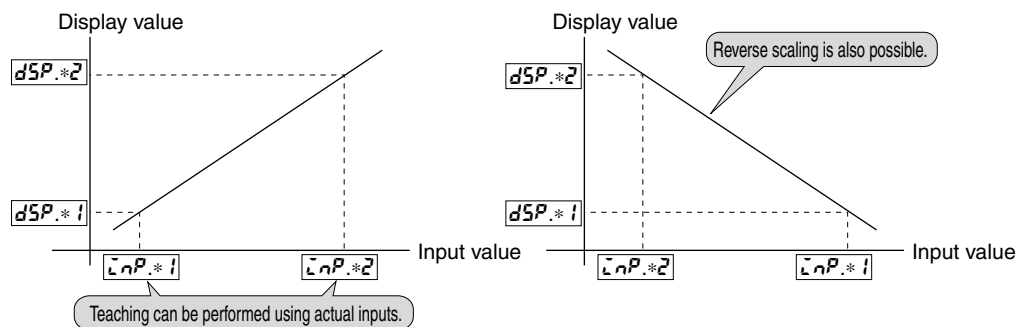 Display value
dSP.*2
dSP.*1
inP.*1
inP.*2
Input value
Teaching can be performed using actual inputs.
Display value
Reverse scaling is also possible.
dSP.*2
dSP.*1
inP.*2
inP.*1
Input value